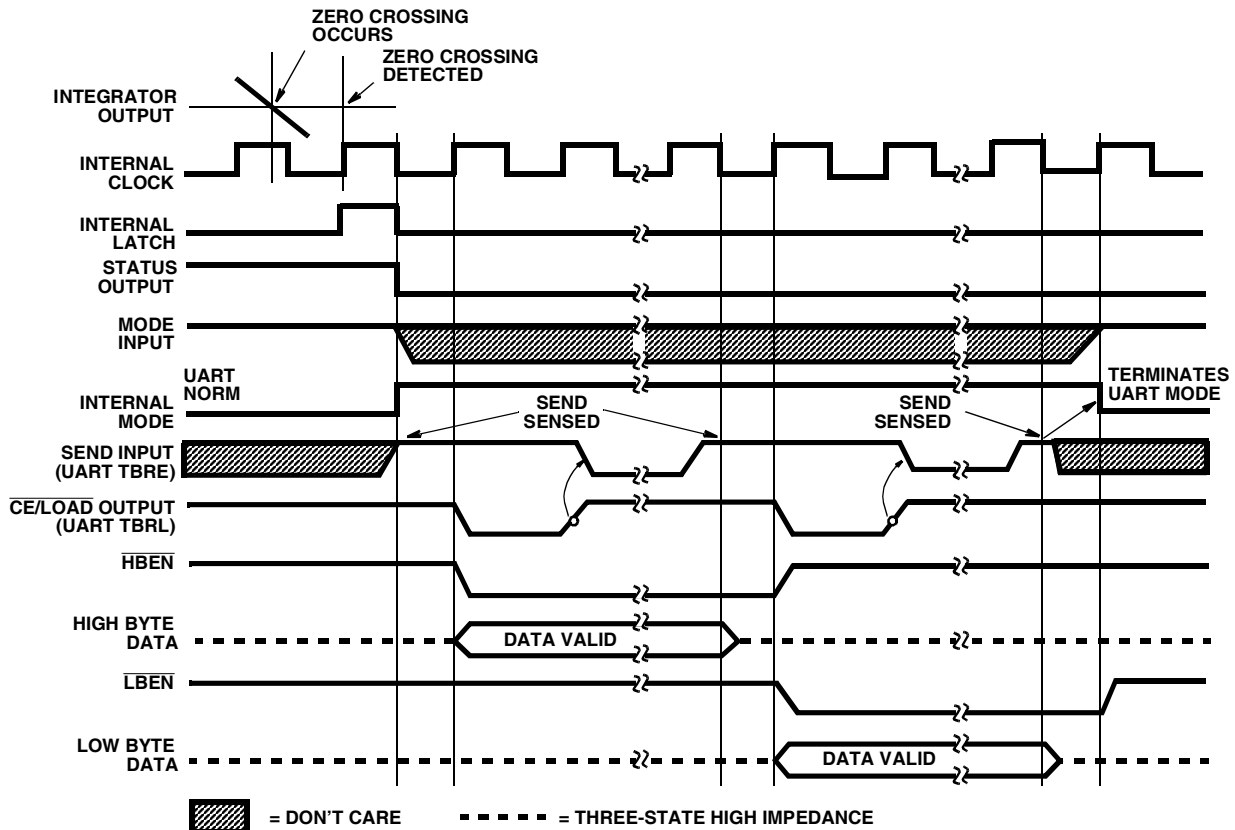 ZERO CROSSING
OCCURS
ZERO CROSSING
DETECTED
INTEGRATOR
OUTPUT
INTERNAL
CLOCK
INTERNAL
LATCH
STATUS
OUTPUT
MODE
INPUT
UART
NORM
TERMINATES
UART MODE
INTERNAL
MODE
SEND
SENSED
SEND
SENSED
SEND INPUT
(UART TBRE)
CE/LOAD OUTPUT
(UART TBRL)
HBEN
HIGH BYTE
DATA
DATA VALID
LBEN
LOW BYTE
DATA
DATA VALID
= DON'T CARE
= THREE-STATE HIGH IMPEDANCE